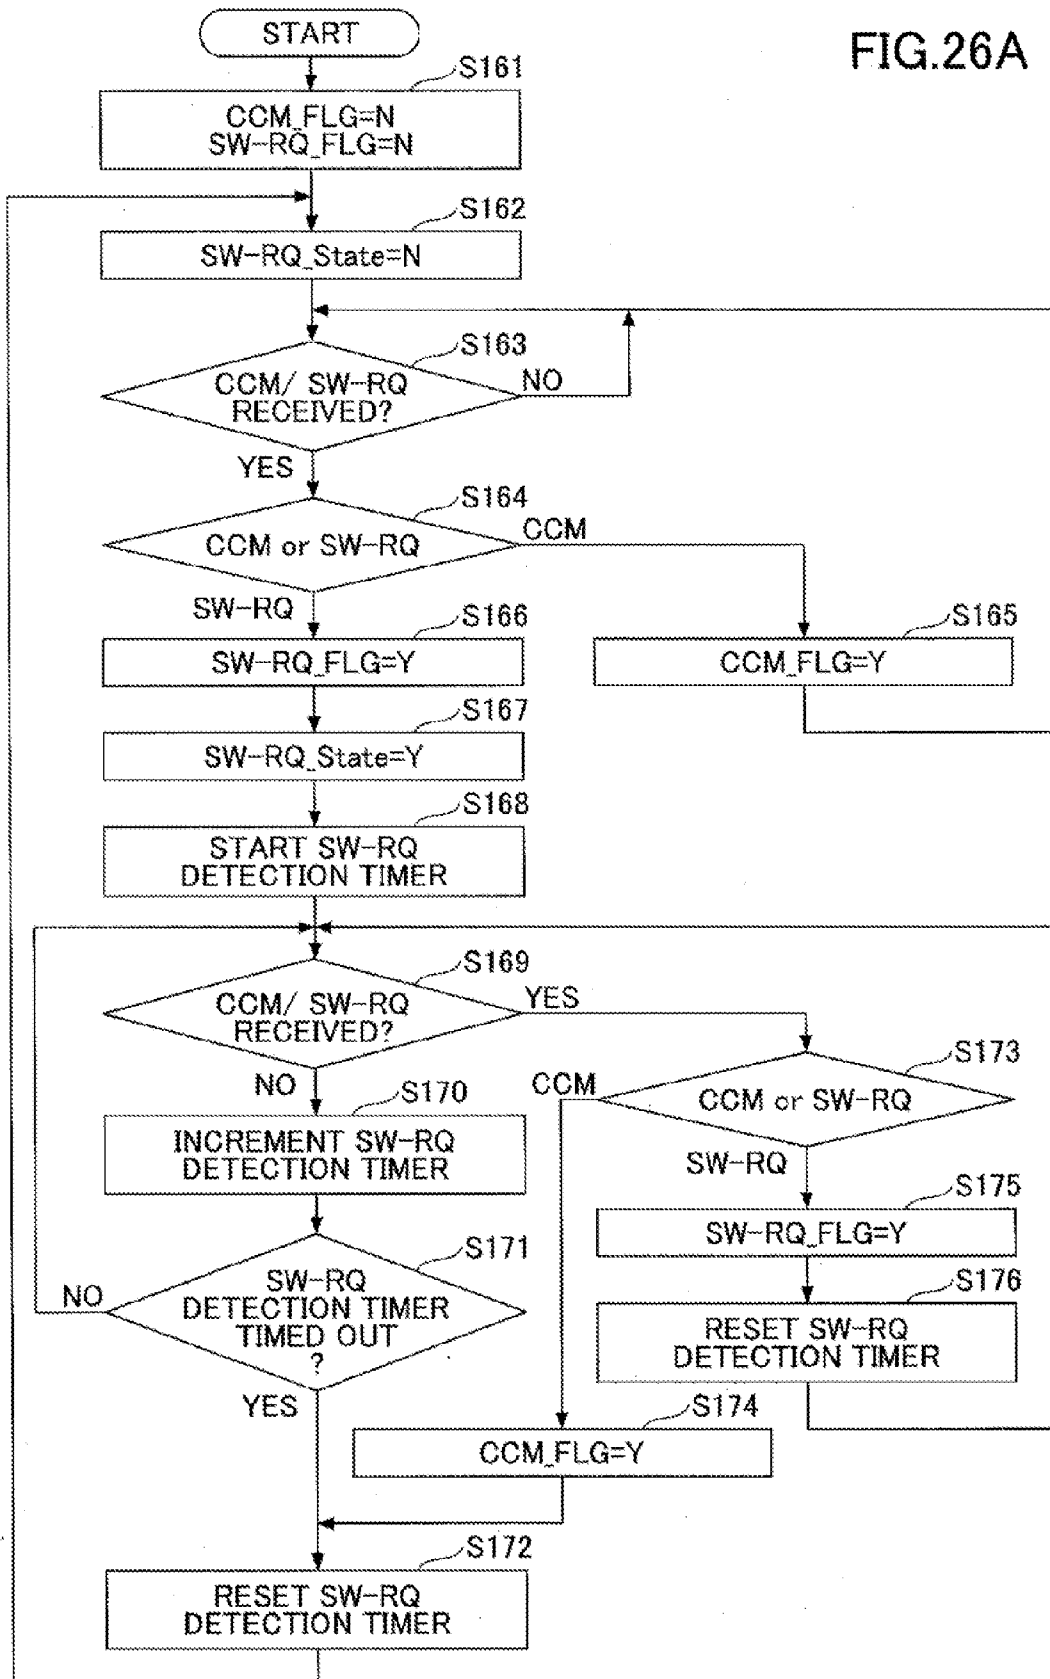 START
FIG.26A
S161
CCM_FLG=N
SW-RQ_FLG=N
S162
SW-RQ_State=N
S163
CCM/ SW-RQ
RECEIVED?
NO
YES
S164
CCM or SW-RQ
CCM
SW-RQ
S166
SW-RQ_FLG=Y
S165
CCM_FLG=Y
S167
SW-RQ_State=Y
S168
START SW-RQ
DETECTION TIMER
S169
CCM/ SW-RQ
RECEIVED?
YES
NO
S173
CCM or SW-RQ
CCM
SW-RQ
S170
INCREMENT SW-RQ
DETECTION TIMER
S175
SW-RQ_FLG=Y
S171
SW-RQ
DETECTION TIMER
TIMED OUT
?
NO
YES
S176
RESET SW-RQ
DETECTION TIMER
S174
CCM_FLG=Y
S172
RESET SW-RQ
DETECTION TIMER